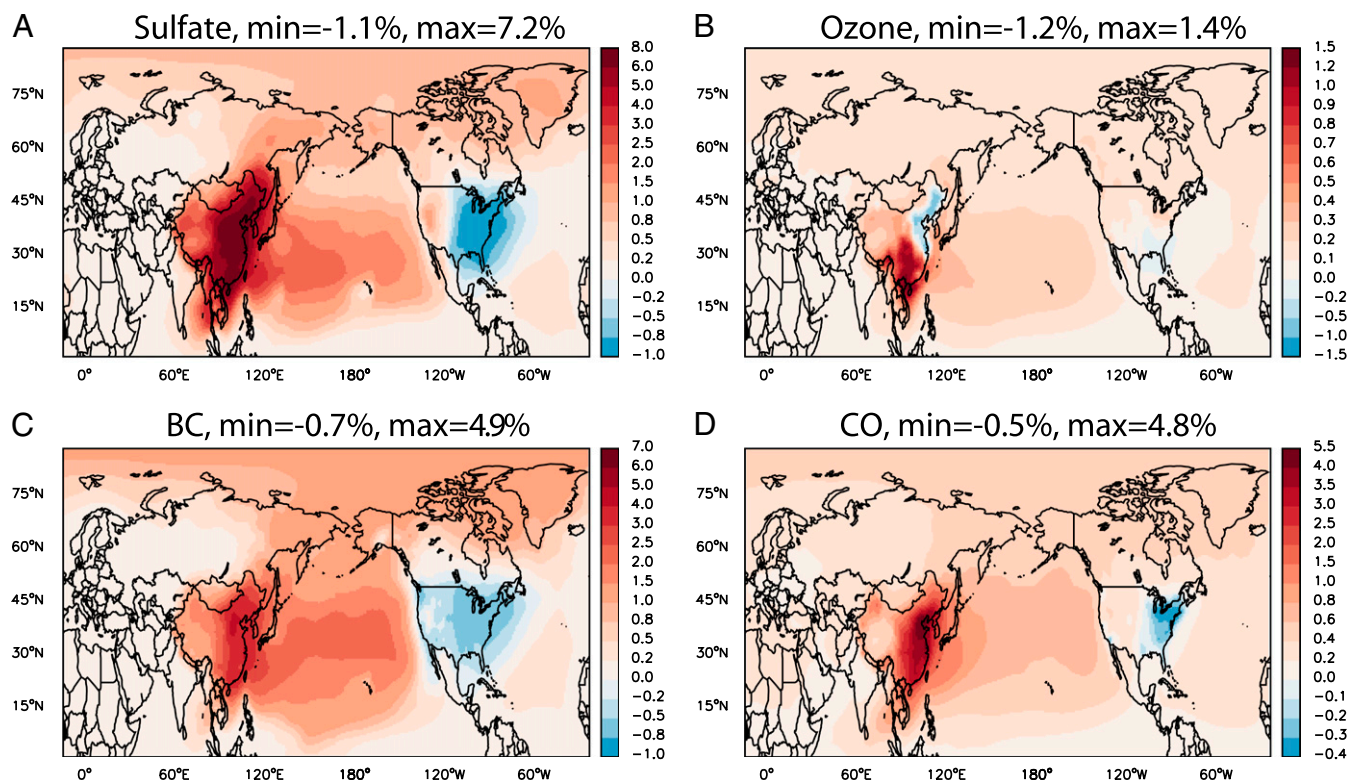 A Sulfate, min=-1.1%, max=7.2%
75°N
60°N
45°N
30°N
15°N
0° 60°E 120°E 180° 120°W 60°W
8.0
6.0
5.0
4.0
3.0
2.5
2.0
1.5
1.0
0.8
0.5
0.2
0.0
−0.2
−0.5
−0.8
−1.0
B Ozone, min=-1.2%, max=1.4%
75°N
60°N
45°N
30°N
15°N
0° 60°E 120°E 180° 120°W 60°W
1.5
1.2
1.0
0.9
0.8
0.7
0.6
0.5
0.4
0.3
0.2
0.1
0.0
−0.2
−0.5
−1.0
−1.5
C BC, min=-0.7%, max=4.9%
75°N
60°N
45°N
30°N
15°N
0° 60°E 120°E 180° 120°W 60°W
7.0
6.0
5.0
4.0
3.0
2.5
2.0
1.5
1.0
0.8
0.5
0.2
0.0
−0.2
−0.5
−0.8
−1.0
D CO, min=-0.5%, max=4.8%
75°N
60°N
45°N
30°N
15°N
0° 60°E 120°E 180° 120°W 60°W
5.5
4.0
3.5
2.5
2.0
1.5
1.0
0.8
0.6
0.4
0.2
0.0
−0.1
−0.2
−0.3
−0.4